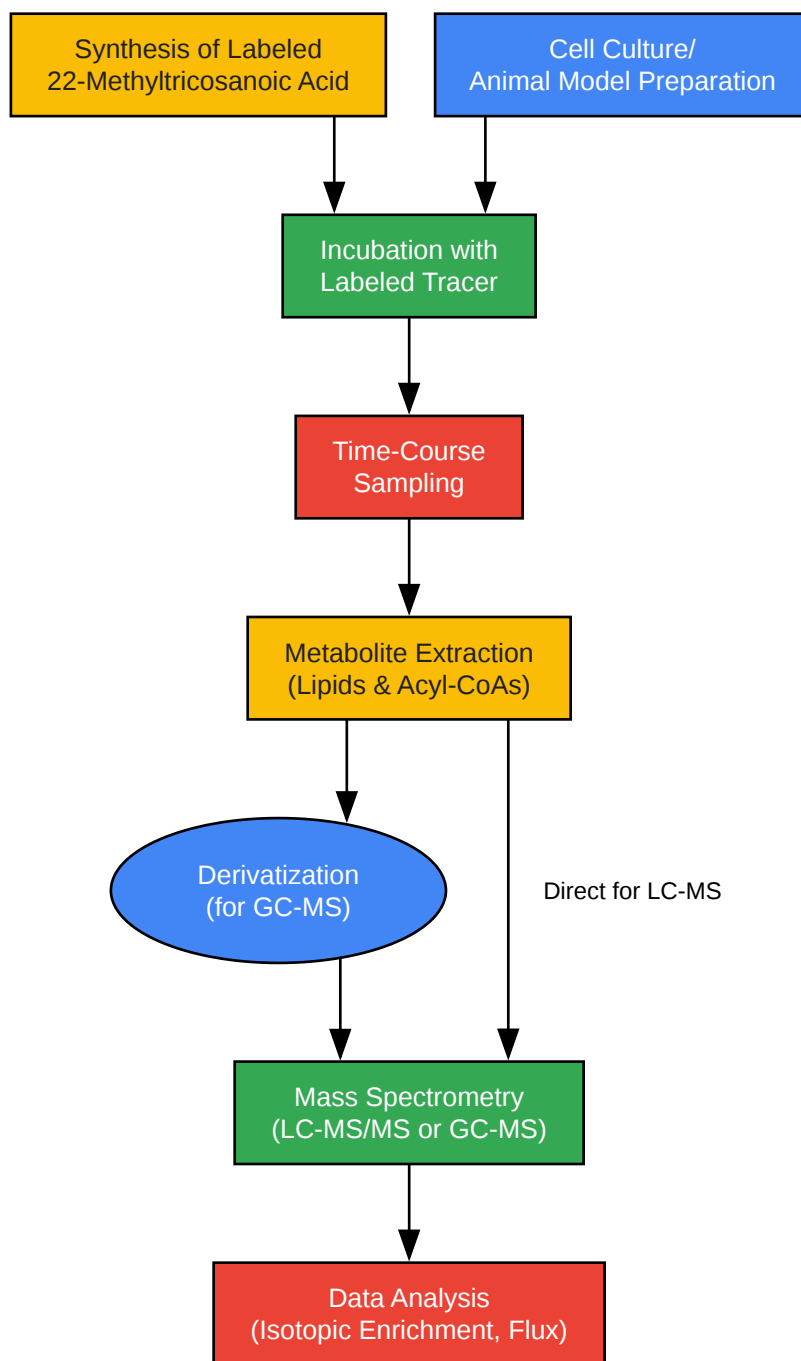 Synthesis of Labeled
22-Methyltricosanoic Acid
Cell Culture/
Animal Model Preparation
Incubation with
Labeled Tracer
Time-Course
Sampling
Metabolite Extraction
(Lipids & Acyl-CoAs)
Derivatization
(for GC-MS)
Direct for LC-MS
Mass Spectrometry
(LC-MS/MS or GC-MS)
Data Analysis
(Isotopic Enrichment, Flux)